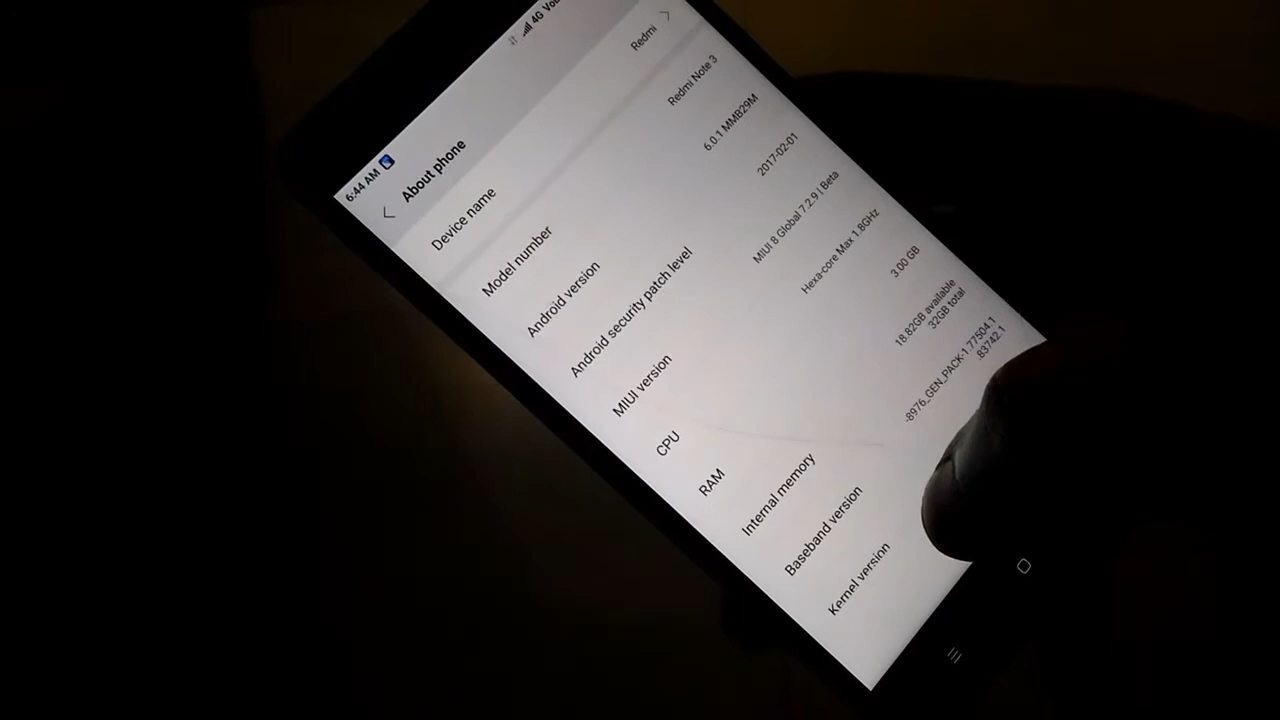 6:44 AM
4G
About phone
Device name
Redmi
Model number
Redmi Note 3
Android version
6.0.1 MMB29M
Android security patch level
2017-02-01
MIUI version
MIUI 8 Global 7.2.9 | Beta
CPU
Hexa-core Max 1.8GHz
RAM
3.00 GB
Internal memory
18.82GB available
32GB total
Baseband version
-8976_GEN_PACK-1.77504.1
.83742.1
Kernel version